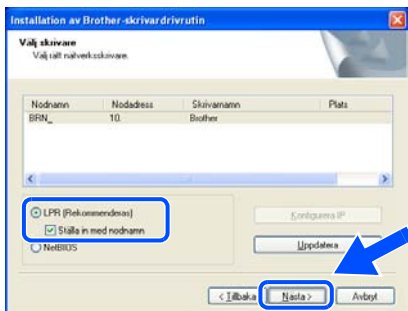 Installation av Brother-skrivardrivrutin
Välj skrivare
Välj rätt nätverksskrivare.
Nodnamn Nodadress Skrivarnamn Plats
BRN_ 10. Brother
LPR (Rekommenderas)
Ställa in med nodnamn
NetBIOS
Konfigurera IP
Uppdatera
< Tillbaka Nästa > Avbryt